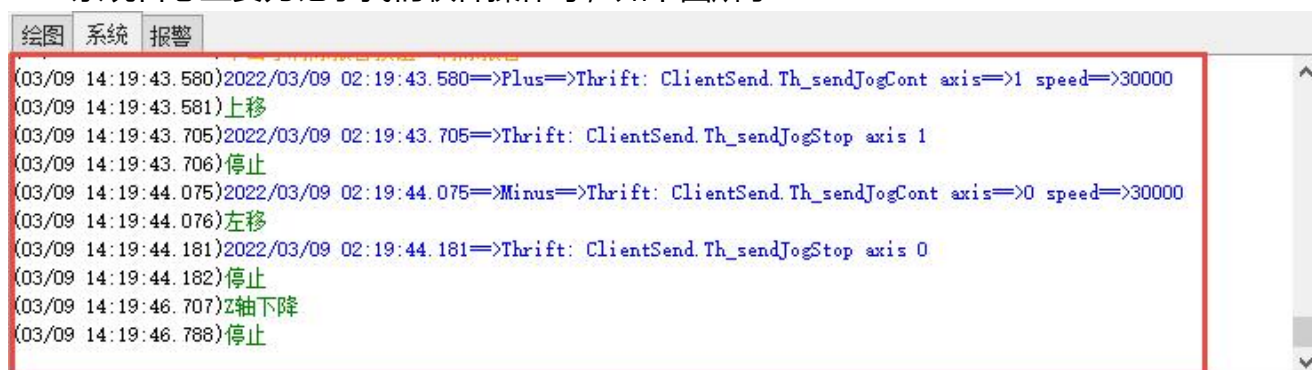 绘图 系统 报警
(03/09 14:19:43.580)2022/03/09 02:19:43.580==>Plus==>Thrift: ClientSend.Th_sendJogCont axis==>1 speed==>30000
(03/09 14:19:43.581)上移
(03/09 14:19:43.705)2022/03/09 02:19:43.705==>Thrift: ClientSend.Th_sendJogStop axis 1
(03/09 14:19:43.706)停止
(03/09 14:19:44.075)2022/03/09 02:19:44.075==>Minus==>Thrift: ClientSend.Th_sendJogCont axis==>0 speed==>30000
(03/09 14:19:44.076)左移
(03/09 14:19:44.181)2022/03/09 02:19:44.181==>Thrift: ClientSend.Th_sendJogStop axis 0
(03/09 14:19:44.182)停止
(03/09 14:19:46.707)Z轴下降
(03/09 14:19:46.788)停止